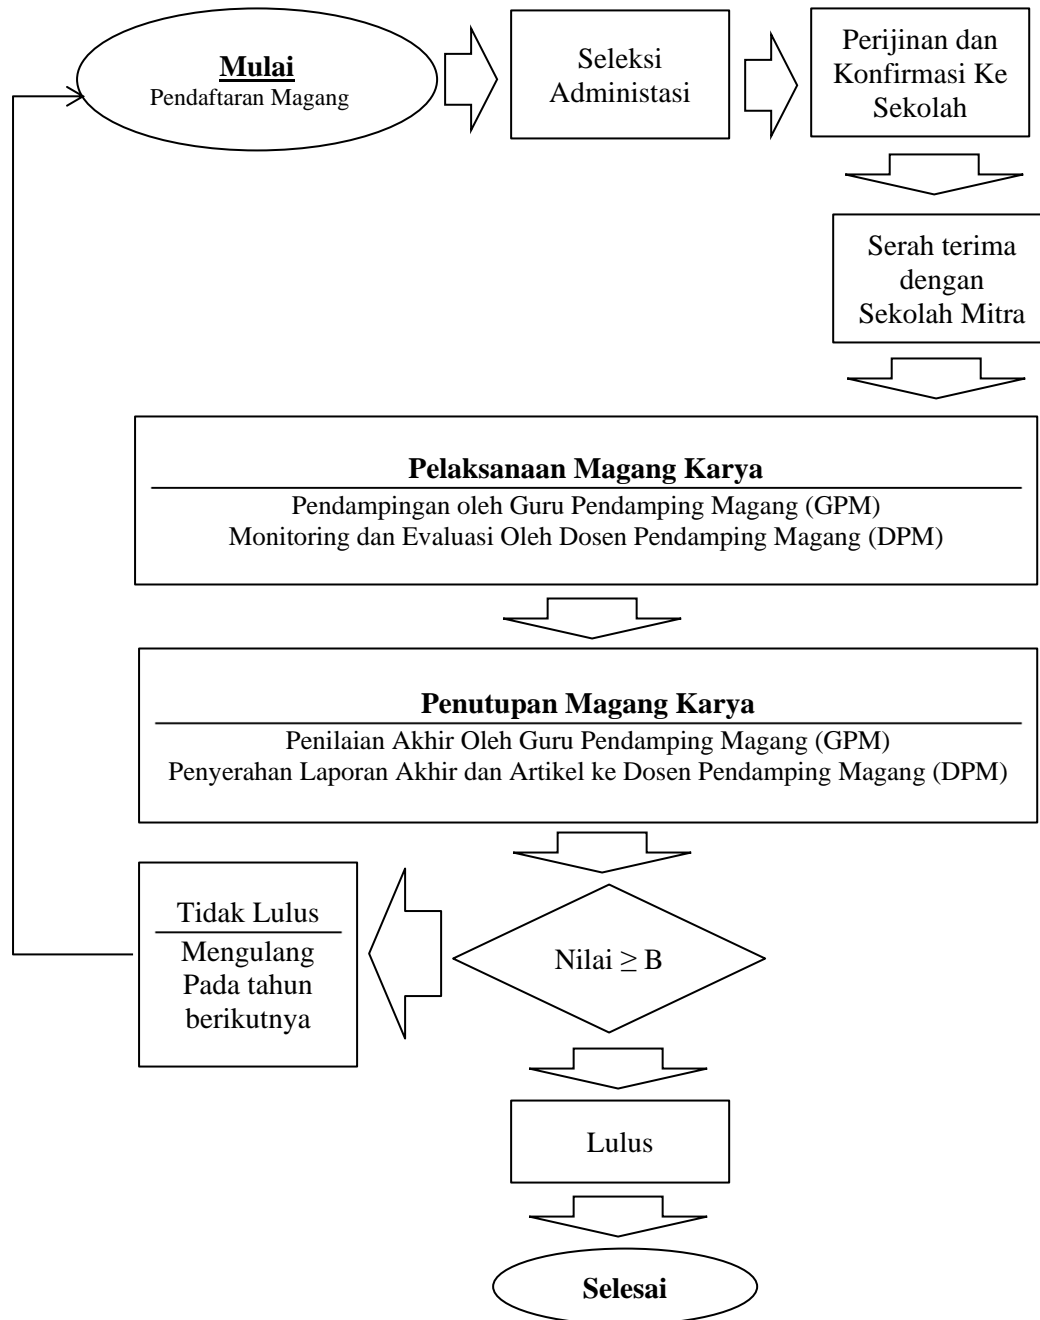 Mulai
Pendaftaran Magang
Seleksi
Administasi
Perijinan dan
Konfirmasi Ke
Sekolah
Serah terima
dengan
Sekolah Mitra
Pelaksanaan Magang Karya
Pendampingan oleh Guru Pendamping Magang (GPM)
Monitoring dan Evaluasi Oleh Dosen Pendamping Magang (DPM)
Penutupan Magang Karya
Penilaian Akhir Oleh Guru Pendamping Magang (GPM)
Penyerahan Laporan Akhir dan Artikel ke Dosen Pendamping Magang (DPM)
Tidak Lulus
Mengulang
Pada tahun
berikutnya
Nilai ≥ B
Lulus
Selesai